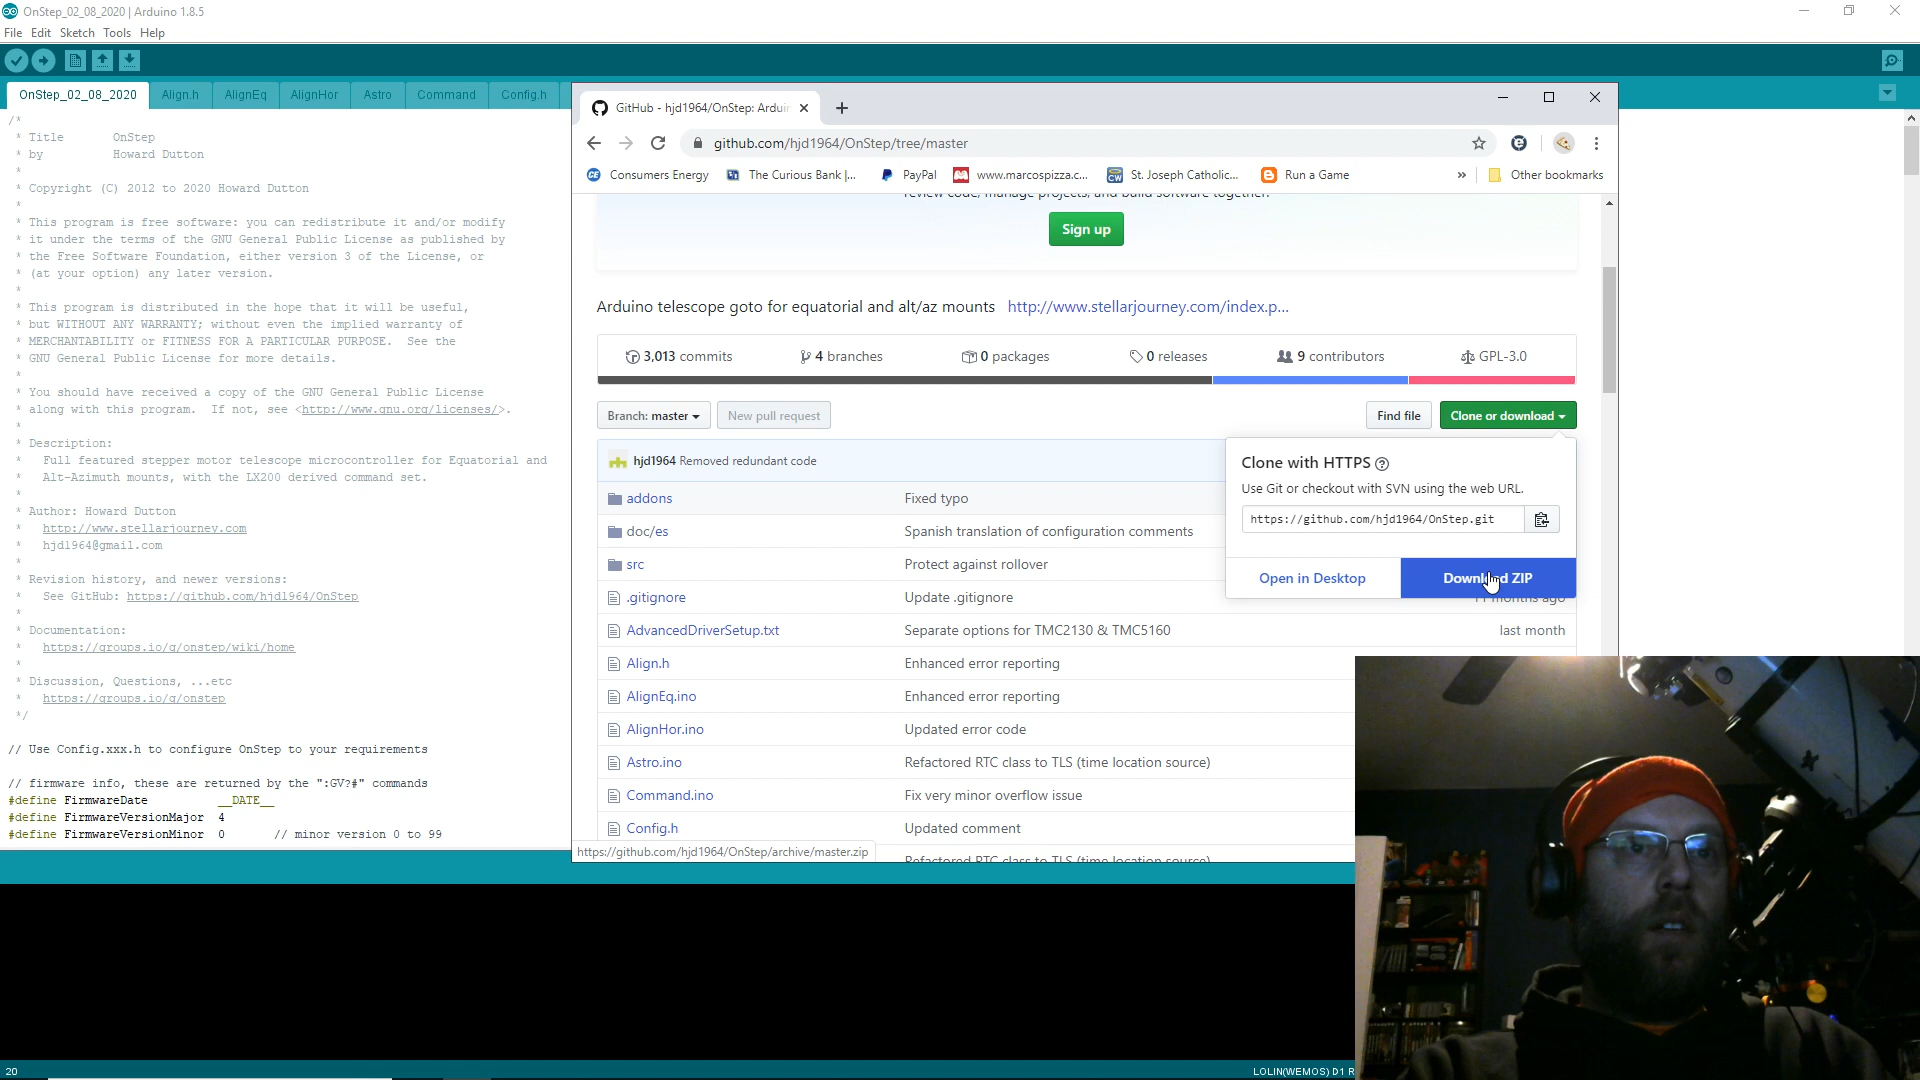 OnStep_02_08_2020 | Arduino 1.8.5
File Edit Sketch Tools Help
OnStep_02_08_2020 Align.h AlignEq AlignHor Astro Command Config.h
/*
* Title OnStep
* by Howard Dutton
*
* Copyright (C) 2012 to 2020 Howard Dutton
*
* This program is free software: you can redistribute it and/or modify
* it under the terms of the GNU General Public License as published by
* the Free Software Foundation, either version 3 of the License, or
* (at your option) any later version.
*
* This program is distributed in the hope that it will be useful,
* but WITHOUT ANY WARRANTY; without even the implied warranty of
* MERCHANTABILITY or FITNESS FOR A PARTICULAR PURPOSE. See the
* GNU General Public License for more details.
*
* You should have received a copy of the GNU General Public License
* along with this program. If not, see <http://www.gnu.org/licenses/>.
*
* Description:
* Full featured stepper motor telescope microcontroller for Equatorial and
* Alt-Azimuth mounts, with the LX200 derived command set.
*
* Author: Howard Dutton
* http://www.stellarjourney.com
* hjd1964@gmail.com
*
* Revision history, and newer versions:
* See GitHub: https://github.com/hjd1964/OnStep
*
* Documentation:
* https://groups.io/g/onstep/wiki/home
*
* Discussion, Questions, ...etc
* https://groups.io/g/onstep
*/
// Use Config.xxx.h to configure OnStep to your requirements
// firmware info, these are returned by the ":GV?#" commands
#define FirmwareDate __DATE__
#define FirmwareVersionMajor 4
#define FirmwareVersionMinor 0 // minor version 0 to 99
GitHub - hjd1964/OnStep: Ardui
github.com/hjd1964/OnStep/tree/master
Consumers Energy The Curious Bank |... PayPal www.marcospizza.c... St. Joseph Catholic... Run a Game » Other bookmarks
review code, manage projects, and build software together.
Sign up
Arduino telescope goto for equatorial and alt/az mounts http://www.stellarjourney.com/index.p...
3,013 commits 4 branches 0 packages 0 releases 9 contributors GPL-3.0
Branch: master New pull request Find file Clone or download
hjd1964 Removed redundant code
Clone with HTTPS
Use Git or checkout with SVN using the web URL.
https://github.com/hjd1964/OnStep.git
Open in Desktop Download ZIP
addons Fixed typo
doc/es Spanish translation of configuration comments
src Protect against rollover
.gitignore Update .gitignore 11 months ago
AdvancedDriverSetup.txt Separate options for TMC2130 & TMC5160 last month
Align.h Enhanced error reporting
AlignEq.ino Enhanced error reporting
AlignHor.ino Updated error code
Astro.ino Refactored RTC class to TLS (time location source)
Command.ino Fix very minor overflow issue
Config.h Updated comment
Refactored RTC class to TLS (time location source)
https://github.com/hjd1964/OnStep/archive/master.zip
20
LOLIN(WEMOS) D1 R